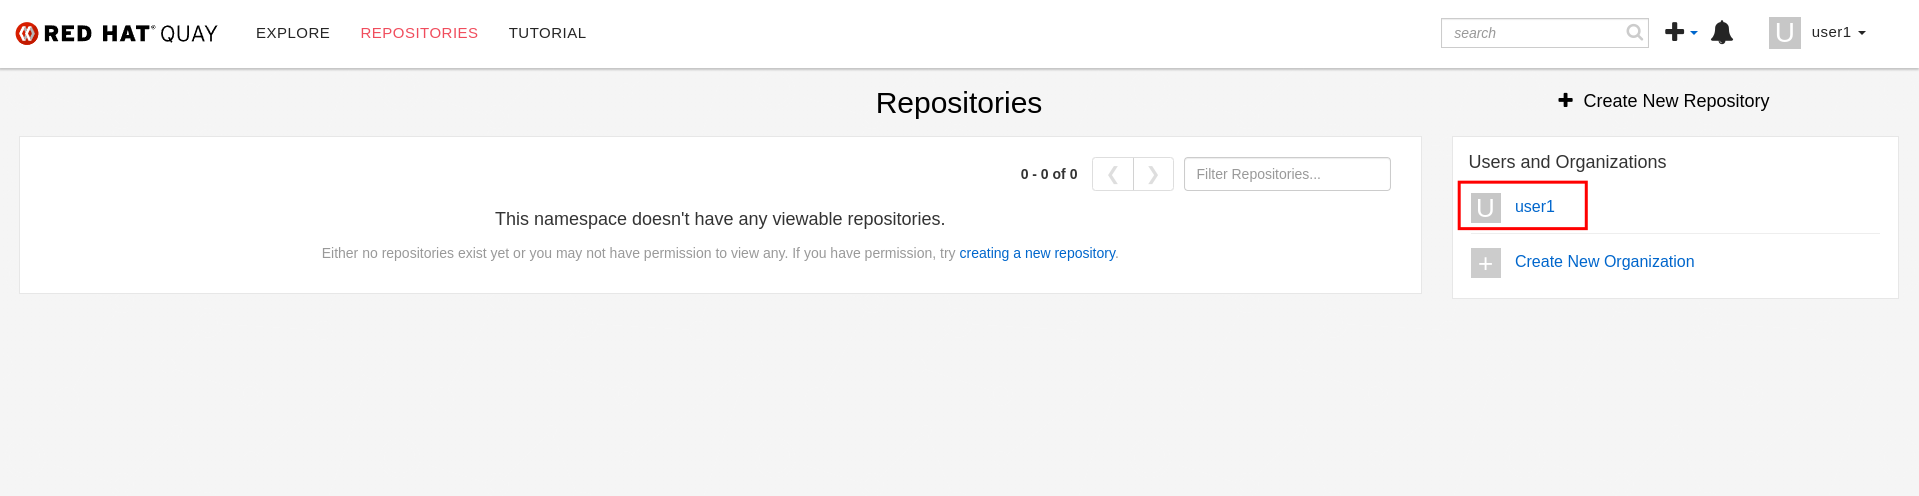 RED HAT® QUAY EXPLORE REPOSITORIES TUTORIAL search U user1
Repositories
Create New Repository
0 - 0 of 0 Filter Repositories...
This namespace doesn't have any viewable repositories.
Either no repositories exist yet or you may not have permission to view any. If you have permission, try creating a new repository.
Users and Organizations
U user1
+ Create New Organization